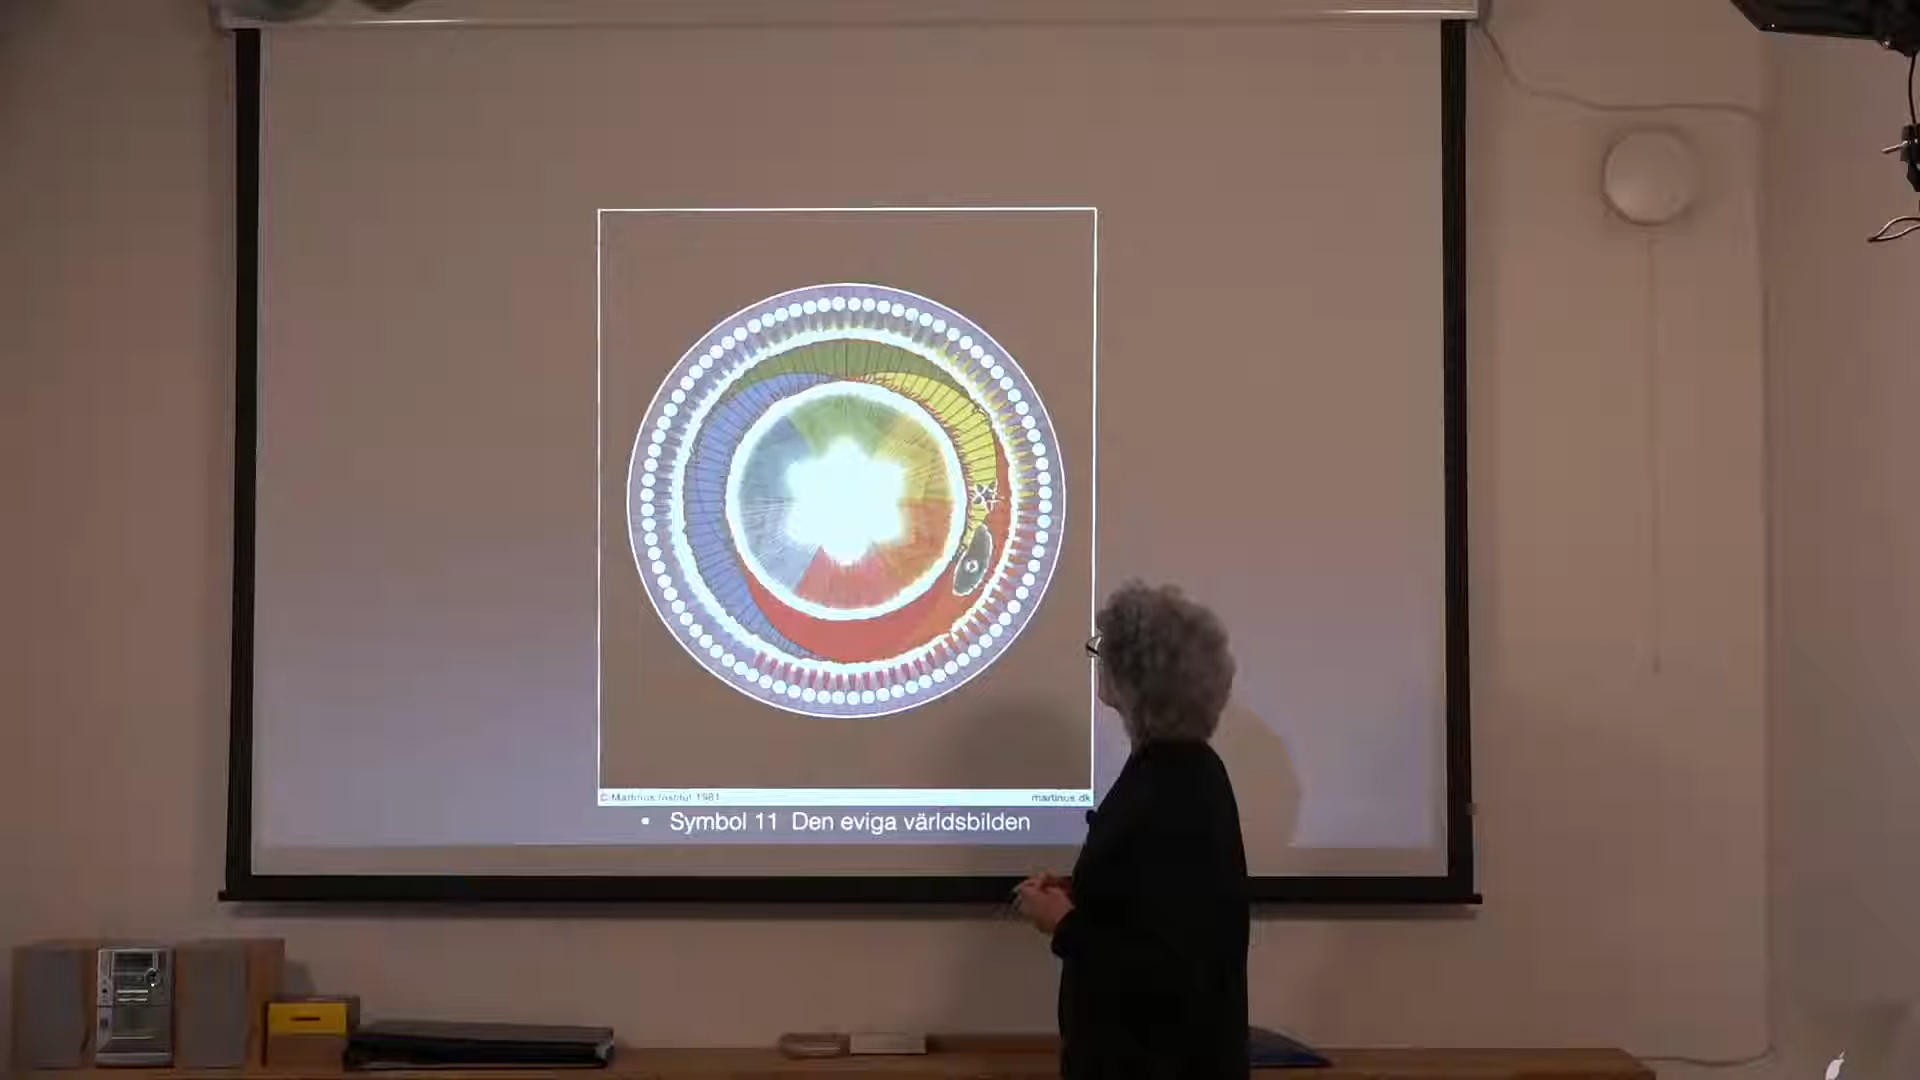 © Martinus Institut 1981
martinus.dk
• Symbol 11 Den eviga världsbilden